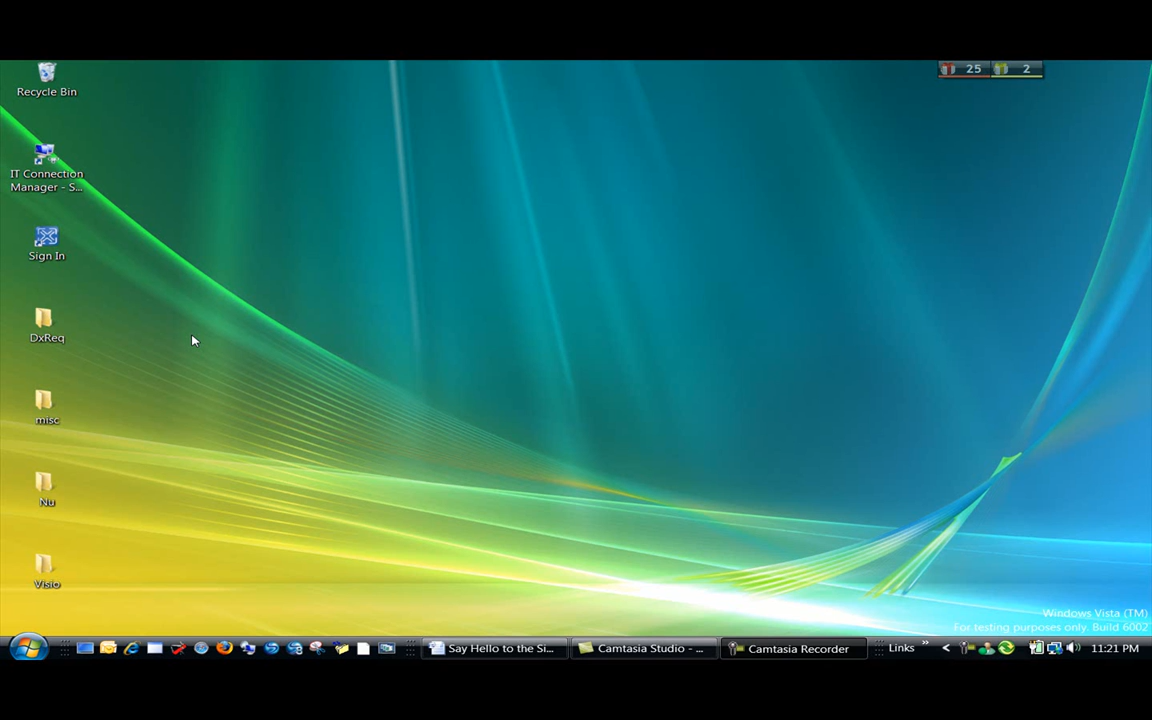 25 2
Recycle Bin
IT Connection
Manager - S...
Sign In
DxReq
misc
Nu
Visio
Windows Vista (TM)
For testing purposes only. Build 6002
Say Hello to the Si... Camtasia Studio - ... Camtasia Recorder Links 11:21 PM